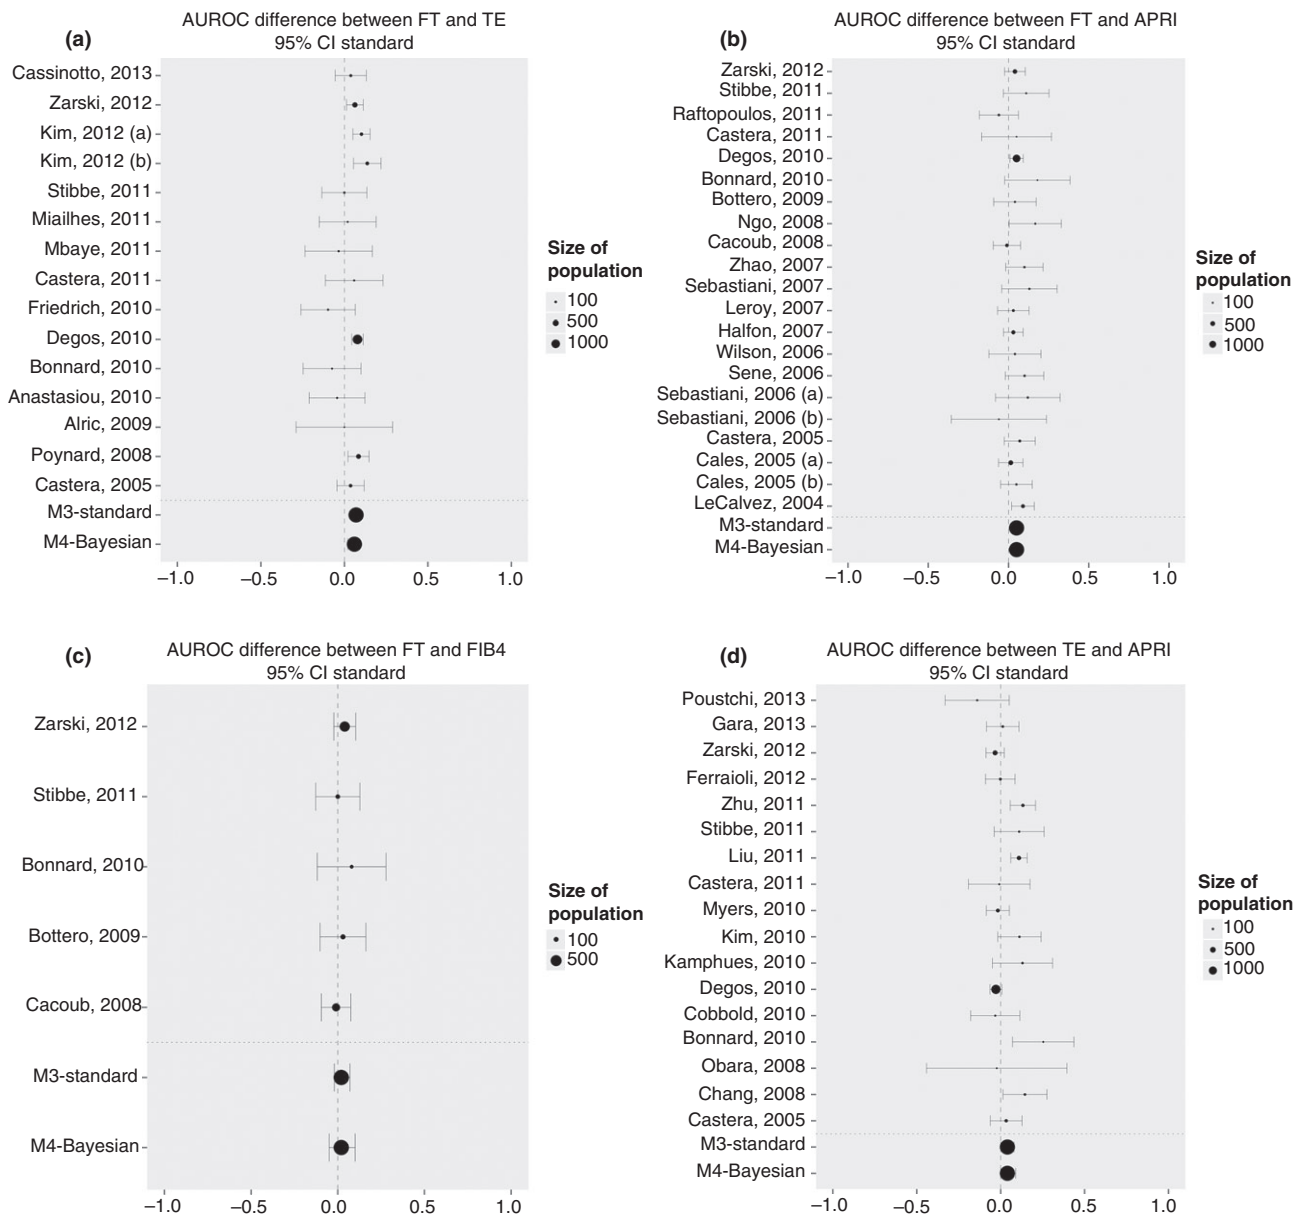 (a)
AUROC difference between FT and TE
95% CI standard
Cassinotto, 2013
Zarski, 2012
Kim, 2012 (a)
Kim, 2012 (b)
Stibbe, 2011
Miailhes, 2011
Mbaye, 2011
Castera, 2011
Friedrich, 2010
Degos, 2010
Bonnard, 2010
Anastasiou, 2010
Alric, 2009
Poynard, 2008
Castera, 2005
M3-standard
M4-Bayesian
−1.0 −0.5 0.0 0.5 1.0
Size of
population
100
500
1000
(b)
AUROC difference between FT and APRI
95% CI standard
Zarski, 2012
Stibbe, 2011
Raftopoulos, 2011
Castera, 2011
Degos, 2010
Bonnard, 2010
Bottero, 2009
Ngo, 2008
Cacoub, 2008
Zhao, 2007
Sebastiani, 2007
Leroy, 2007
Halfon, 2007
Wilson, 2006
Sene, 2006
Sebastiani, 2006 (a)
Sebastiani, 2006 (b)
Castera, 2005
Cales, 2005 (a)
Cales, 2005 (b)
LeCalvez, 2004
M3-standard
M4-Bayesian
−1.0 −0.5 0.0 0.5 1.0
Size of
population
100
500
1000
(c)
AUROC difference between FT and FIB4
95% CI standard
Zarski, 2012
Stibbe, 2011
Bonnard, 2010
Bottero, 2009
Cacoub, 2008
M3-standard
M4-Bayesian
−1.0 −0.5 0.0 0.5 1.0
Size of
population
100
500
(d)
AUROC difference between TE and APRI
95% CI standard
Poustchi, 2013
Gara, 2013
Zarski, 2012
Ferraioli, 2012
Zhu, 2011
Stibbe, 2011
Liu, 2011
Castera, 2011
Myers, 2010
Kim, 2010
Kamphues, 2010
Degos, 2010
Cobbold, 2010
Bonnard, 2010
Obara, 2008
Chang, 2008
Castera, 2005
M3-standard
M4-Bayesian
−1.0 −0.5 0.0 0.5 1.0
Size of
population
100
500
1000